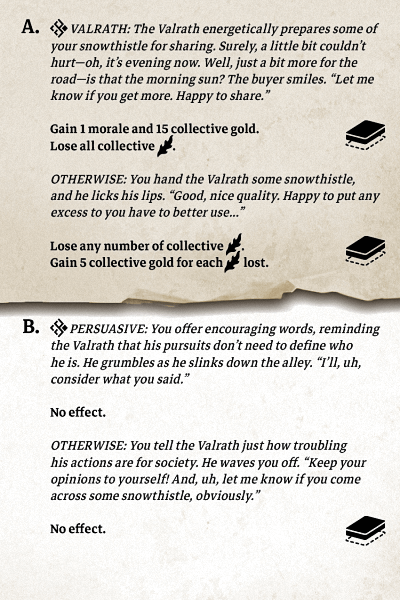 A. VALRATH: The Valrath energetically prepares some of
your snowthistle for sharing. Surely, a little bit couldn't
hurt—oh, it's evening now. Well, just a bit more for the
road—is that the morning sun? The buyer smiles. “Let me
know if you get more. Happy to share.”
Gain 1 morale and 15 collective gold.
Lose all collective .
OTHERWISE: You hand the Valrath some snowthistle,
and he licks his lips. “Good, nice quality. Happy to put any
excess to you have to better use...”
Lose any number of collective .
Gain 5 collective gold for each lost.
B. PERSUASIVE: You offer encouraging words, reminding
the Valrath that his pursuits don't need to define who
he is. He grumbles as he slinks down the alley. “I'll, uh,
consider what you said.”
No effect.
OTHERWISE: You tell the Valrath just how troubling
his actions are for society. He waves you off. “Keep your
opinions to yourself! And, uh, let me know if you come
across some snowthistle, obviously.”
No effect.